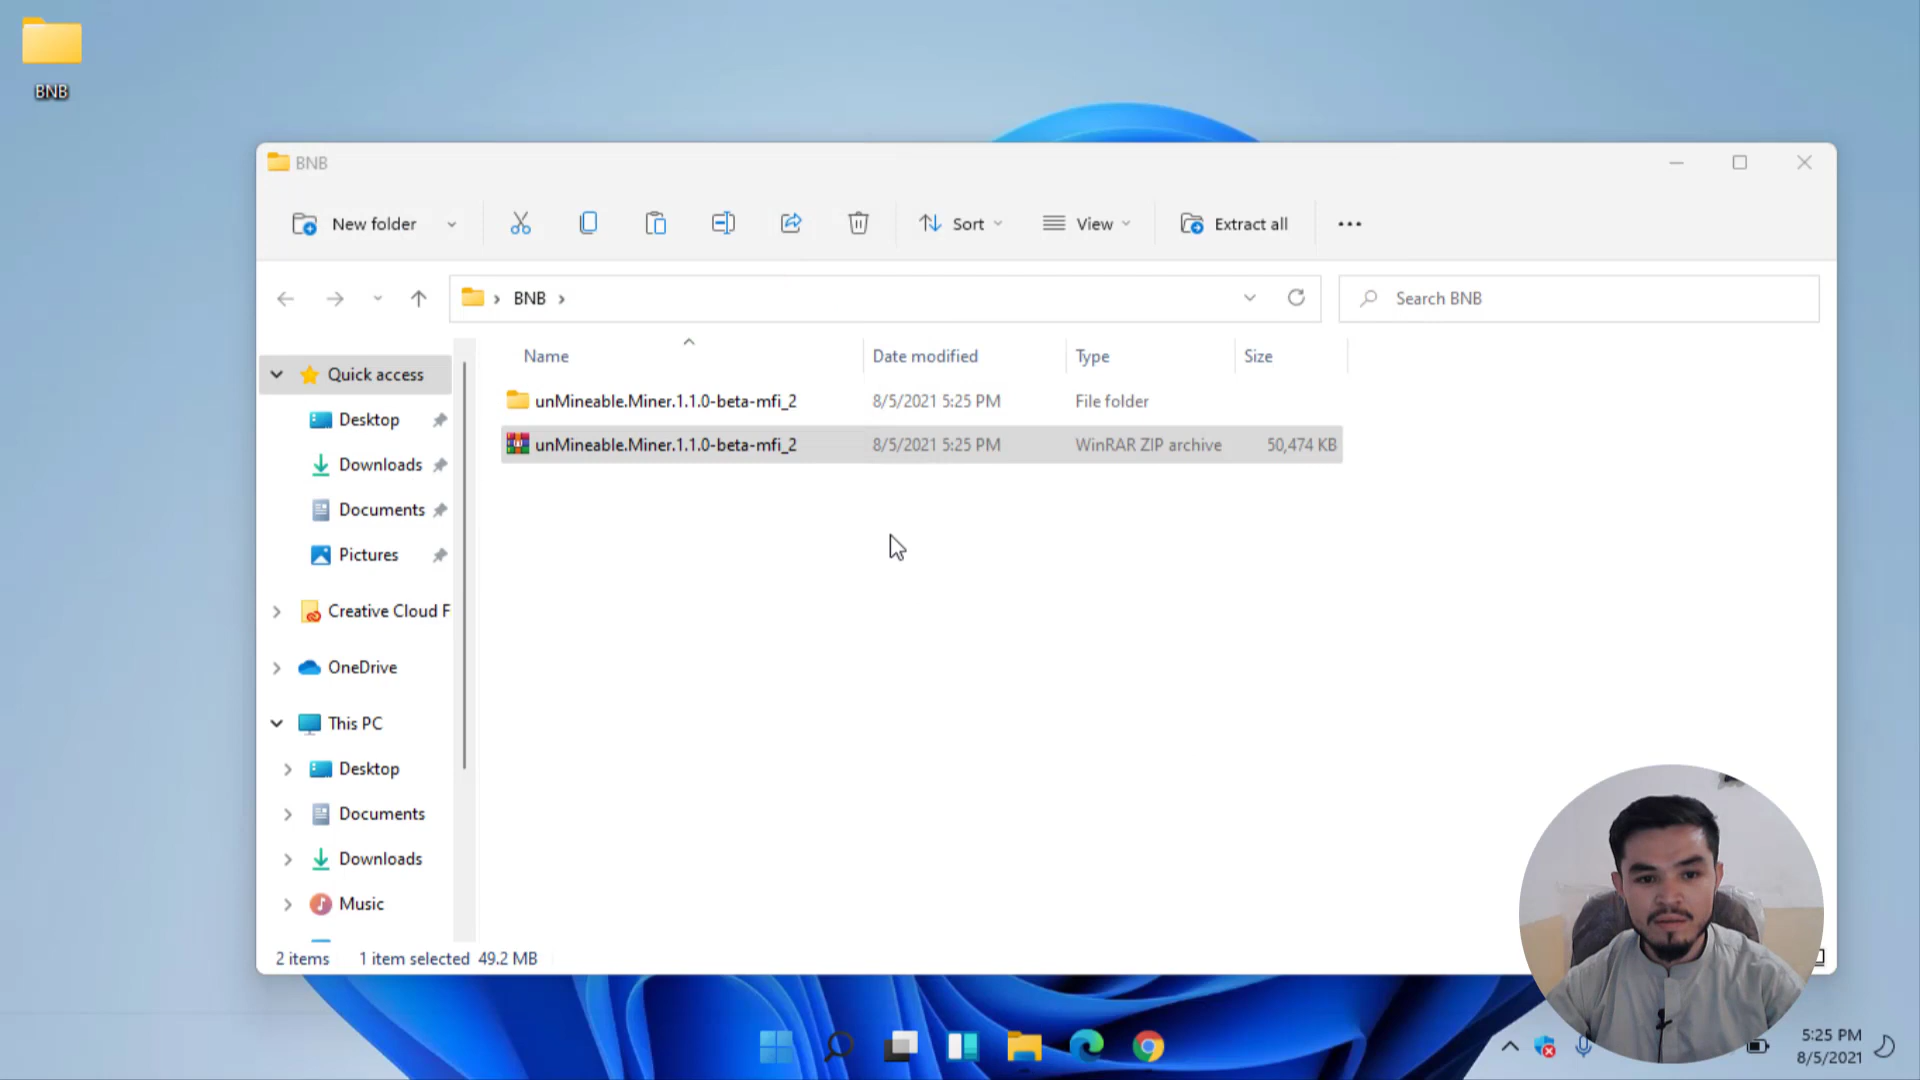 BNB
BNB
New folder
Sort
View
Extract all
BNB
Search BNB
Name
Date modified
Type
Size
Quick access
unMineable.Miner.1.1.0-beta-mfi_2
8/5/2021 5:25 PM
File folder
Desktop
unMineable.Miner.1.1.0-beta-mfi_2
8/5/2021 5:25 PM
WinRAR ZIP archive
50,474 KB
Downloads
Documents
Pictures
Creative Cloud F
OneDrive
This PC
Desktop
Documents
Downloads
Music
2 items
1 item selected 49.2 MB
5:25 PM
8/5/2021